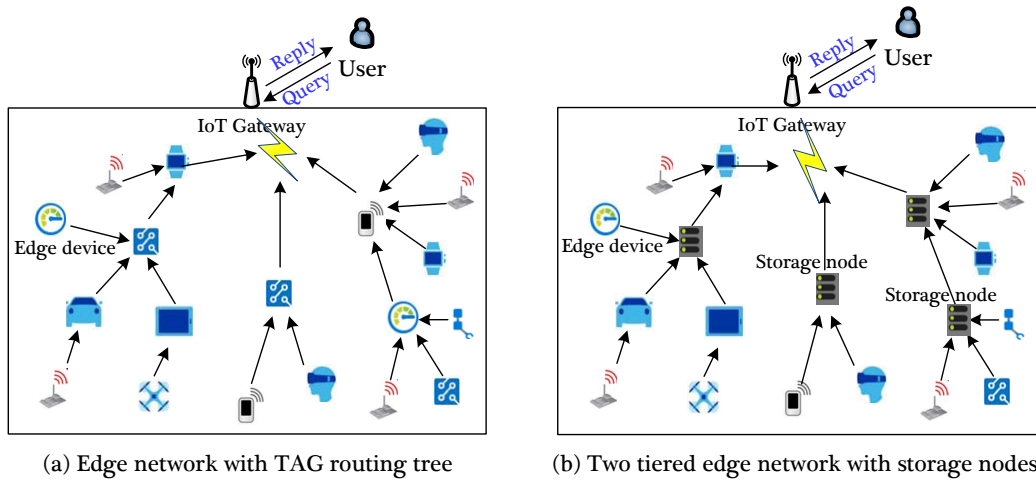 Reply
Query
User
IoT Gateway
Edge device
(a) Edge network with TAG routing tree
Reply
Query
User
IoT Gateway
Edge device
Storage node
Storage node
(b) Two tiered edge network with storage nodes